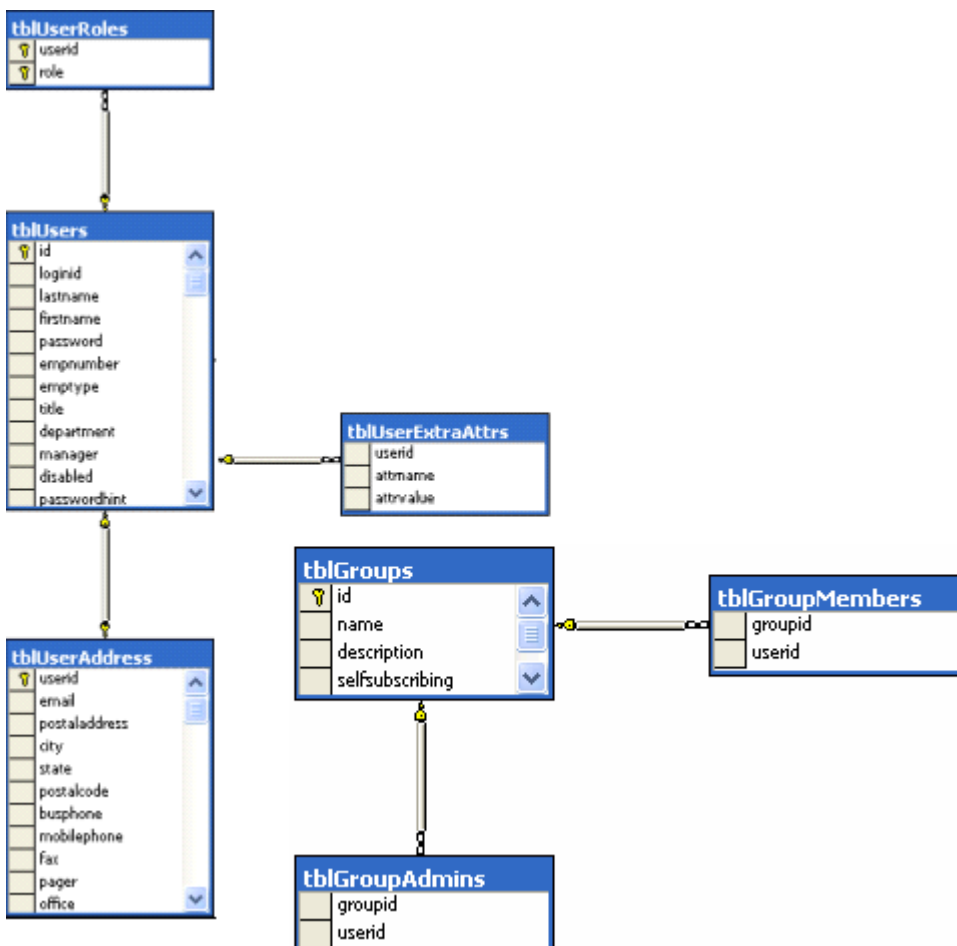 tblUserRoles
userid
role
tblUsers
id
loginid
lastname
firstname
password
empnumber
emptype
title
department
manager
disabled
passwordhint
tblUserExtraAttrs
userid
attrname
attrvalue
tblGroups
id
name
description
selfsubscribing
tblGroupMembers
groupid
userid
tblUserAddress
userid
email
postaladdress
city
state
postalcode
busphone
mobilephone
fax
pager
office
tblGroupAdmins
groupid
userid